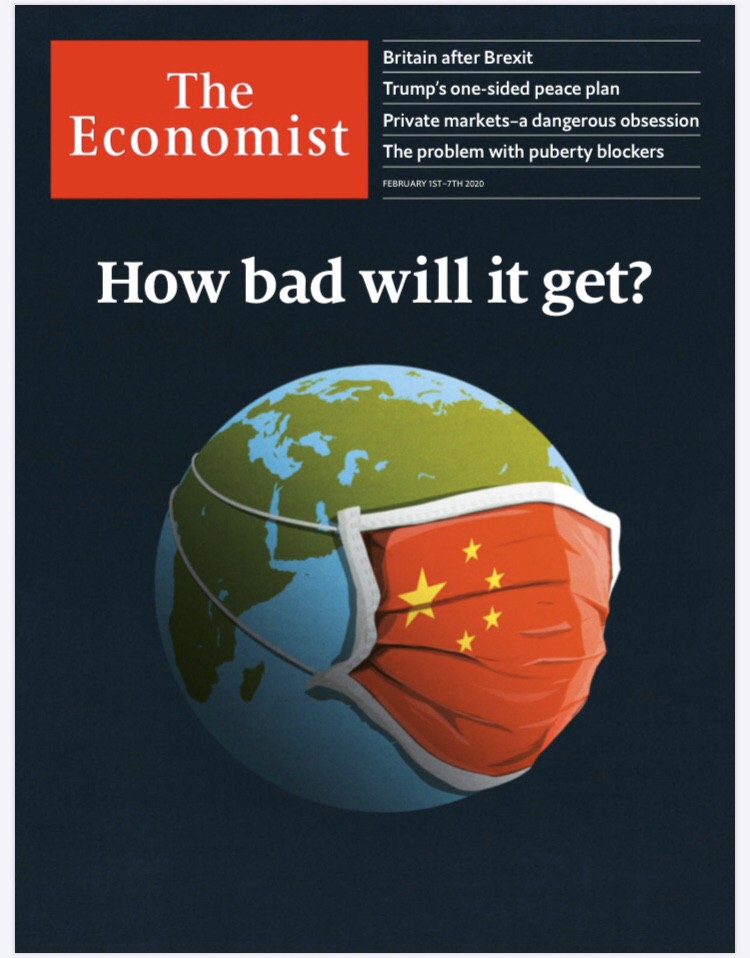 The
Economist
Britain after Brexit
Trump's one-sided peace plan
Private markets–a dangerous obsession
The problem with puberty blockers
FEBRUARY 1ST–7TH 2020
How bad will it get?